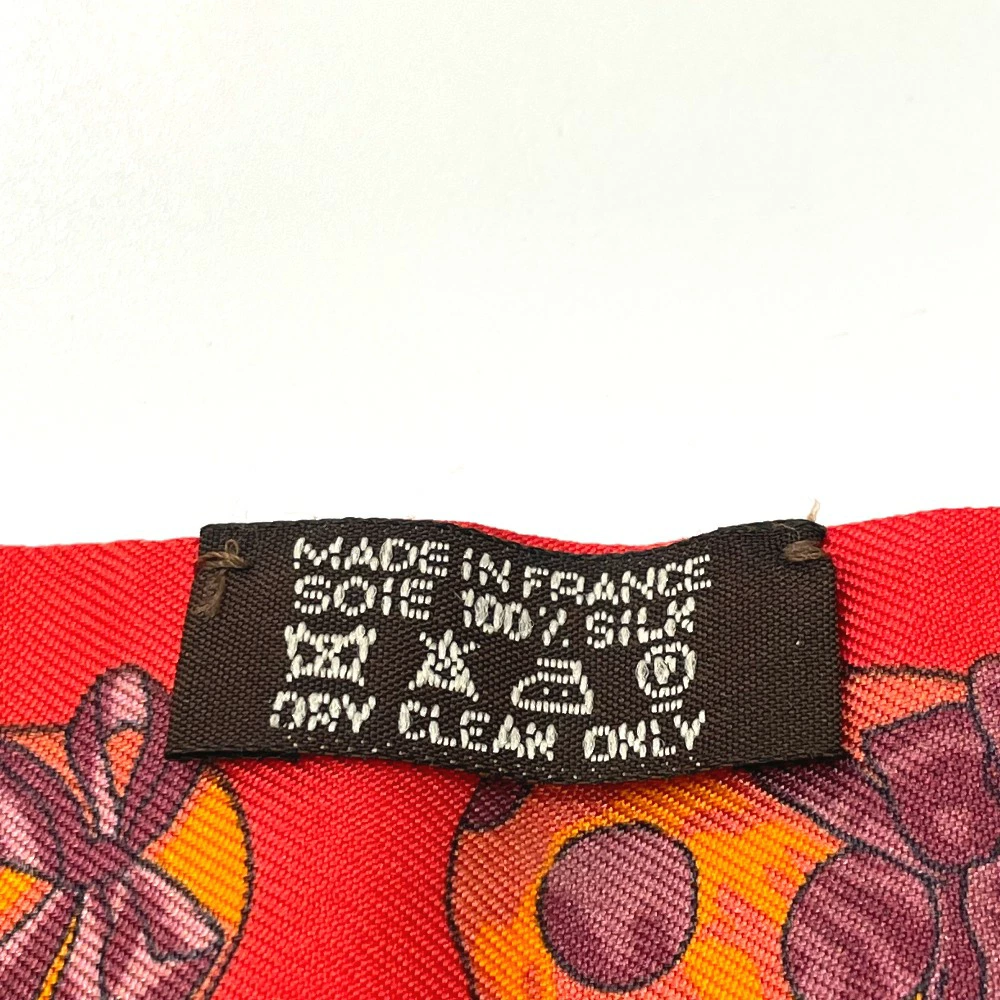 MADE IN FRANCE
SOIE 100% SILK
DRY CLEAN ONLY